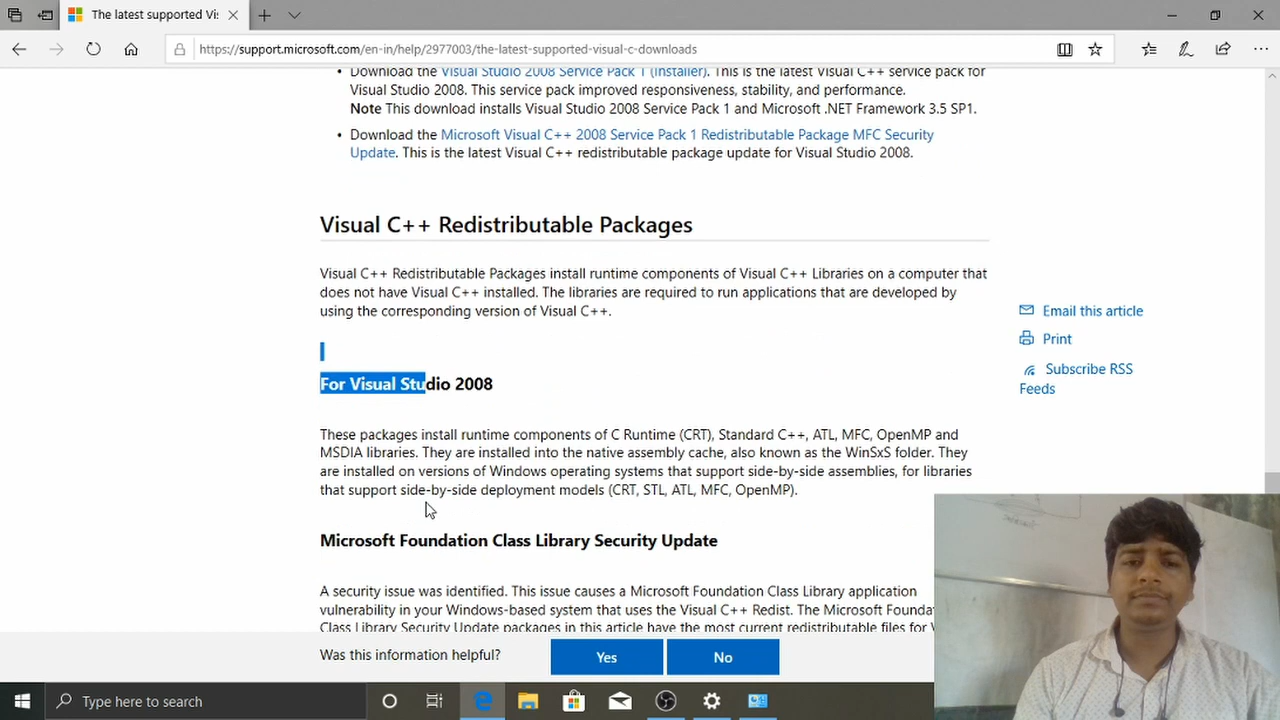 The latest supported Vi
https://support.microsoft.com/en-in/help/2977003/the-latest-supported-visual-c-downloads
• Download the Visual Studio 2008 Service Pack 1 (Installer). This is the latest Visual C++ service pack for
Visual Studio 2008. This service pack improved responsiveness, stability, and performance.
Note This download installs Visual Studio 2008 Service Pack 1 and Microsoft .NET Framework 3.5 SP1.
• Download the Microsoft Visual C++ 2008 Service Pack 1 Redistributable Package MFC Security
Update. This is the latest Visual C++ redistributable package update for Visual Studio 2008.
Visual C++ Redistributable Packages
Visual C++ Redistributable Packages install runtime components of Visual C++ Libraries on a computer that
does not have Visual C++ installed. The libraries are required to run applications that are developed by
using the corresponding version of Visual C++.
Email this article
Print
Subscribe RSS
Feeds
For Visual Studio 2008
These packages install runtime components of C Runtime (CRT), Standard C++, ATL, MFC, OpenMP and
MSDIA libraries. They are installed into the native assembly cache, also known as the WinSxS folder. They
are installed on versions of Windows operating systems that support side-by-side assemblies, for libraries
that support side-by-side deployment models (CRT, STL, ATL, MFC, OpenMP).
Microsoft Foundation Class Library Security Update
A security issue was identified. This issue causes a Microsoft Foundation Class Library application
vulnerability in your Windows-based system that uses the Visual C++ Redist. The Microsoft Founda
Class Library Security Update packages in this article have the most current redistributable files for
Was this information helpful?
Yes
No
Type here to search